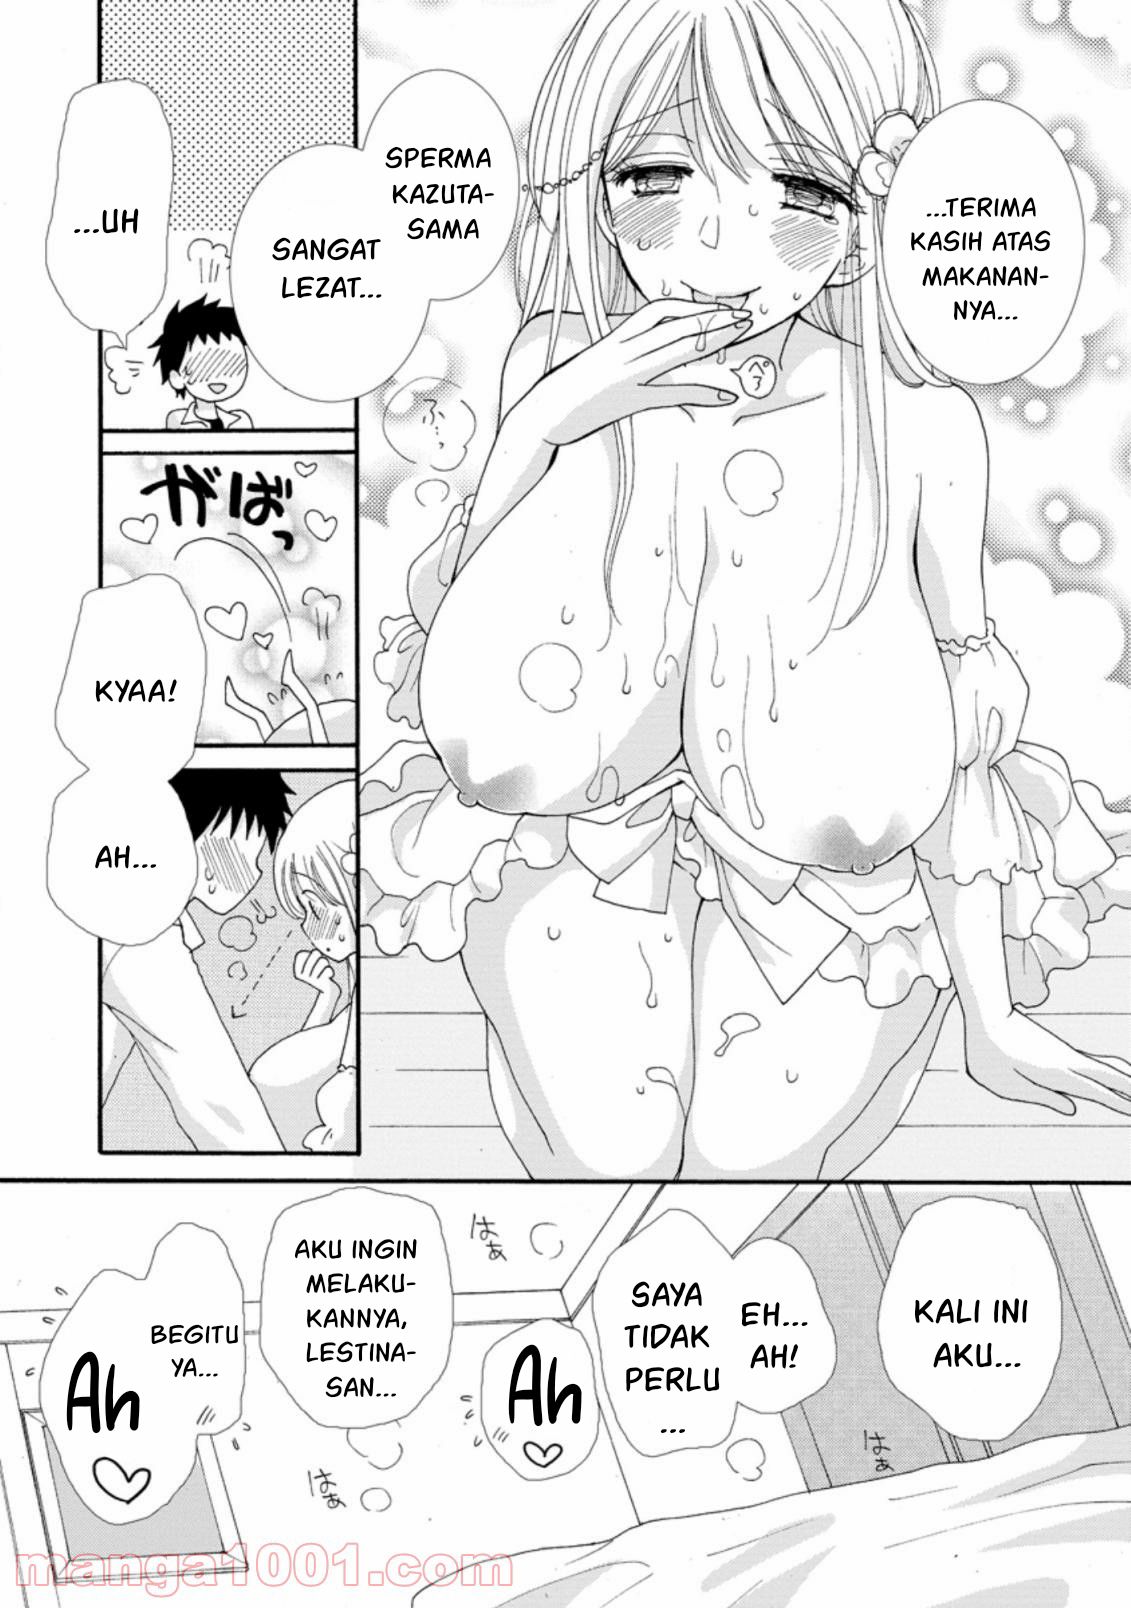 ...TERIMA
KASIH ATAS
MAKANAN-
NYA...
SPERMA
KAZUTA-
SAMA
SANGAT
LEZAT...
...UH
がばっ
KYAA!
AH...
KALI INI
AKU...
EH...
AH!
SAYA
TIDAK
PERLU
...
はぁ
はぁ
Ah
AKU INGIN
MELAKU-
KANNYA,
LESTINA-
SAN...
はぁ
BEGITU
YA...
Ah
manga1001.com